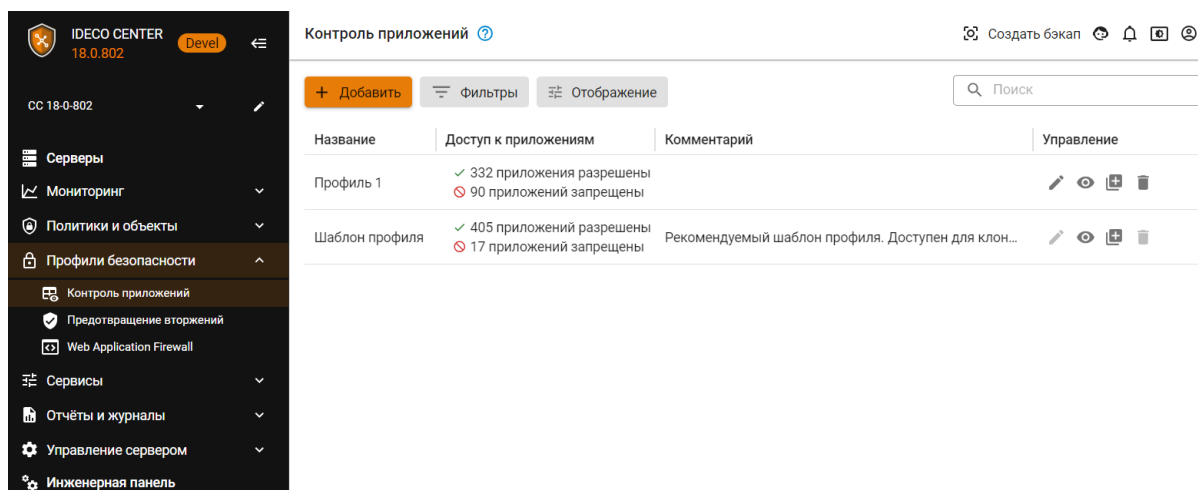 IDECO CENTER
18.0.802
Devel
CC 18-0-802
Серверы
Мониторинг
Политики и объекты
Профили безопасности
Контроль приложений
Предотвращение вторжений
Web Application Firewall
Сервисы
Отчёты и журналы
Управление сервером
Инженерная панель
Контроль приложений
Создать бэкап
+ Добавить
Фильтры
Отображение
Поиск
Название Доступ к приложениям Комментарий Управление
Профиль 1
332 приложения разрешены
90 приложений запрещены
Шаблон профиля
405 приложений разрешены
17 приложений запрещены
Рекомендуемый шаблон профиля. Доступен для клон...